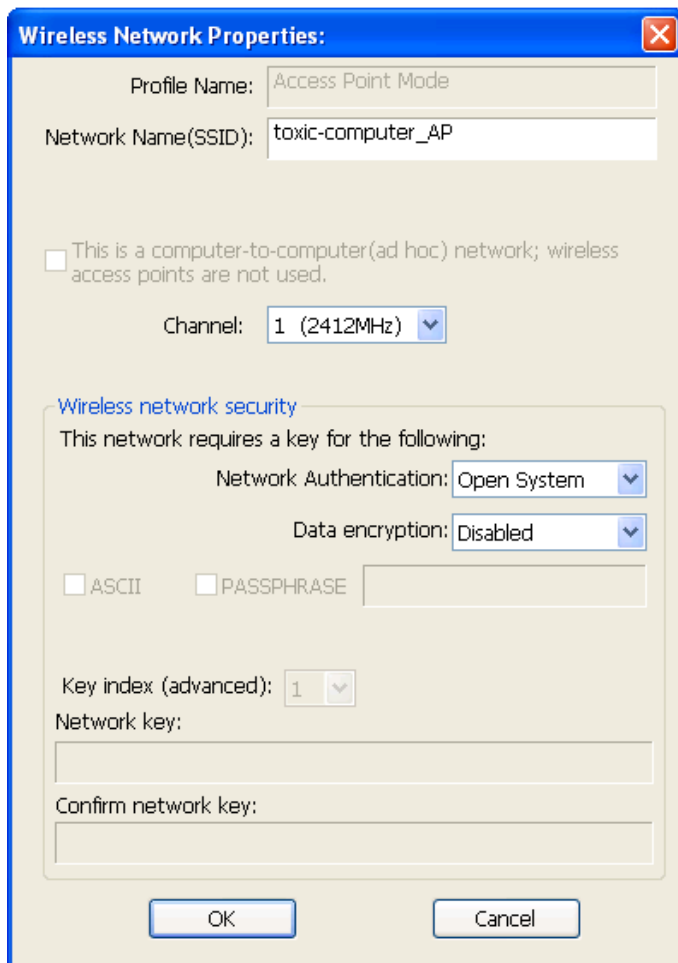 Wireless Network Properties:
Profile Name: Access Point Mode
Network Name(SSID): toxic-computer_AP
This is a computer-to-computer(ad hoc) network; wireless
access points are not used.
Channel: 1 (2412MHz)
Wireless network security
This network requires a key for the following:
Network Authentication: Open System
Data encryption: Disabled
ASCII PASSPHRASE
Key index (advanced): 1
Network key:
Confirm network key:
OK Cancel